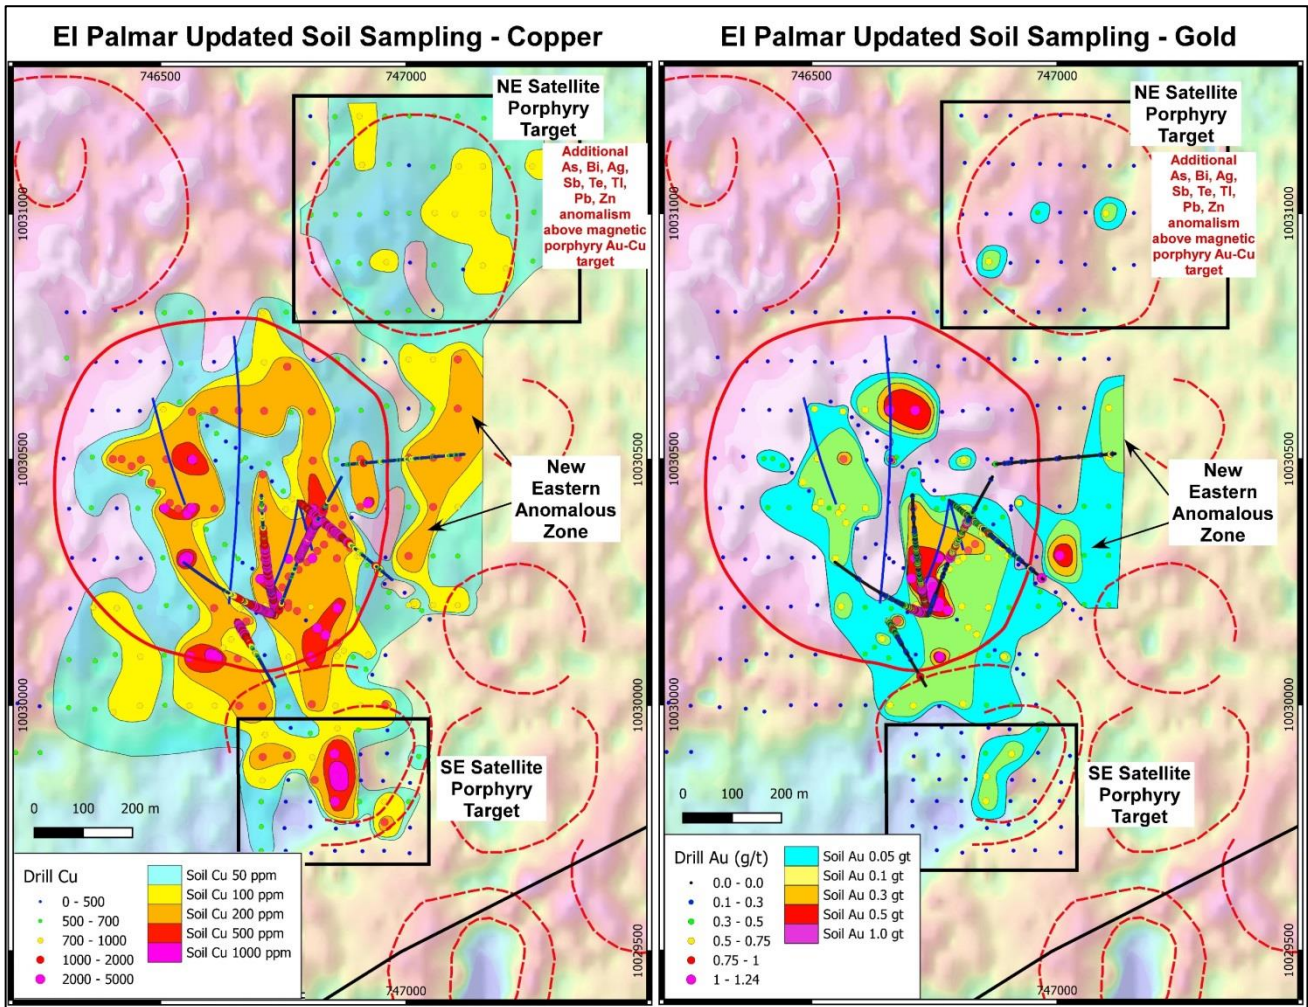 El Palmar Updated Soil Sampling - Copper
746500
747000
NE Satellite
Porphyry
Target
Additional
As, Bi, Ag,
Sb, Te, Tl,
Pb, Zn
anomalism
above magnetic
porphyry Au-Cu
target
10031000
10030500
10030000
New
Eastern
Anomalous
Zone
SE Satellite
Porphyry
Target
0 100 200 m
Drill Cu
0 - 500
500 - 700
700 - 1000
1000 - 2000
2000 - 5000
Soil Cu 50 ppm
Soil Cu 100 ppm
Soil Cu 200 ppm
Soil Cu 500 ppm
Soil Cu 1000 ppm
10029500
747000
El Palmar Updated Soil Sampling - Gold
746500
747000
NE Satellite
Porphyry
Target
Additional
As, Bi, Ag,
Sb, Te, Tl,
Pb, Zn
anomalism
above magnetic
porphyry Au-Cu
target
10031000
10030500
10030000
New
Eastern
Anomalous
Zone
SE Satellite
Porphyry
Target
0 100 200 m
Drill Au (g/t)
0.0 - 0.0
0.1 - 0.3
0.3 - 0.5
0.5 - 0.75
0.75 - 1
1 - 1.24
Soil Au 0.05 gt
Soil Au 0.1 gt
Soil Au 0.3 gt
Soil Au 0.5 gt
Soil Au 1.0 gt
10029500
747000